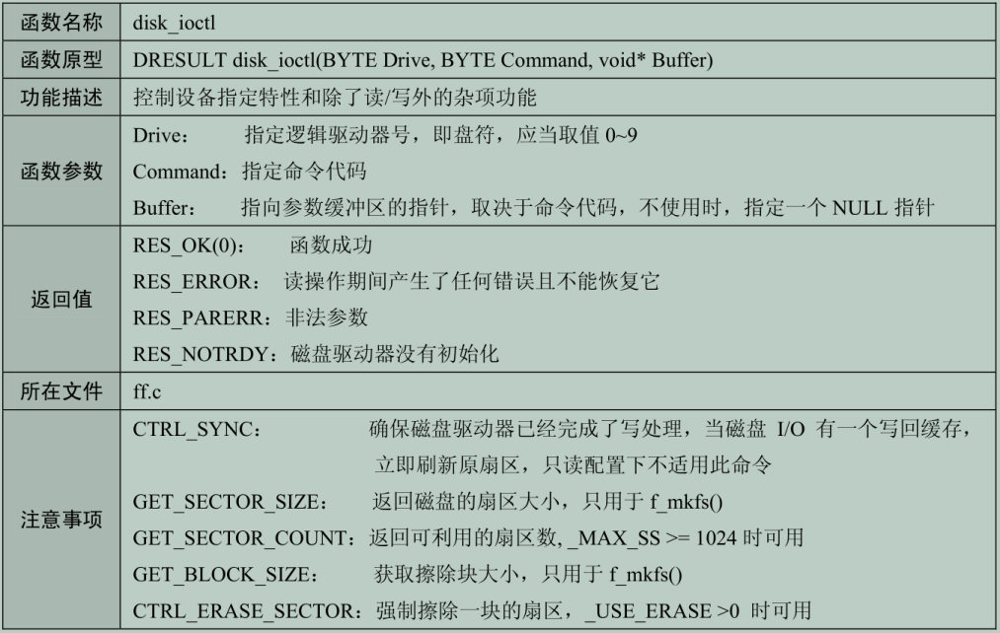 函数名称 disk_ioctl
函数原型 DRESULT disk_ioctl(BYTE Drive, BYTE Command, void* Buffer)
功能描述 控制设备指定特性和除了读/写外的杂项功能
Drive： 指定逻辑驱动器号，即盘符，应当取值 0~9
函数参数 Command：指定命令代码
Buffer： 指向参数缓冲区的指针，取决于命令代码，不使用时，指定一个 NULL 指针
RES_OK(0)： 函数成功
RES_ERROR： 读操作期间产生了任何错误且不能恢复它
返回值
RES_PARERR：非法参数
RES_NOTRDY：磁盘驱动器没有初始化
所在文件 ff.c
CTRL_SYNC： 确保磁盘驱动器已经完成了写处理，当磁盘 I/O 有一个写回缓存，
立即刷新原扇区，只读配置下不适用此命令
GET_SECTOR_SIZE： 返回磁盘的扇区大小，只用于 f_mkfs()
注意事项
GET_SECTOR_COUNT：返回可利用的扇区数, _MAX_SS >= 1024 时可用
GET_BLOCK_SIZE： 获取擦除块大小，只用于 f_mkfs()
CTRL_ERASE_SECTOR：强制擦除一块的扇区，_USE_ERASE >0 时可用